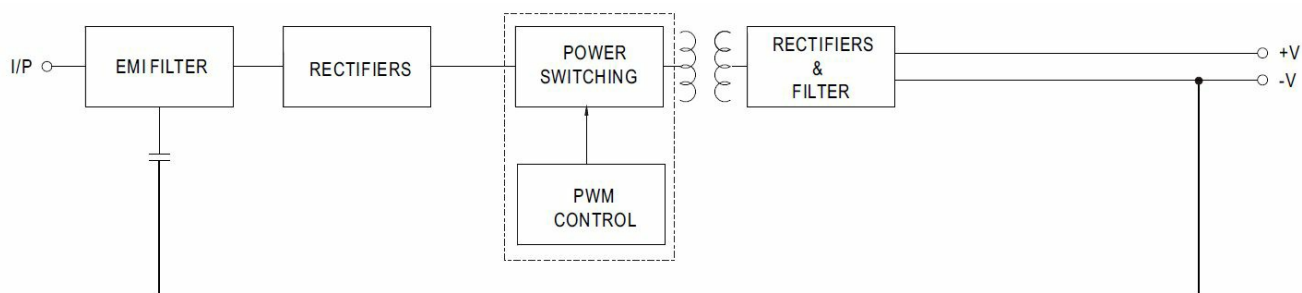 I/P
EMI FILTER
RECTIFIERS
POWER
SWITCHING
PWM
CONTROL
RECTIFIERS
&
FILTER
+V
-V